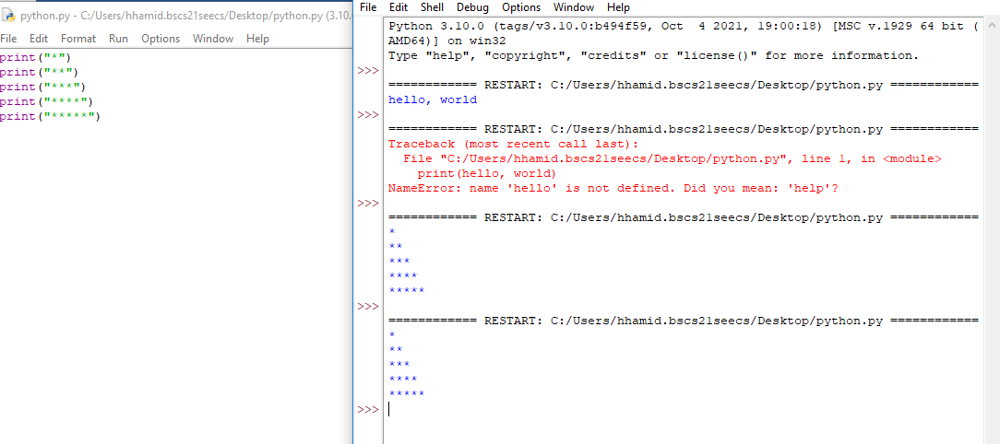 python.py - C:/Users/hhamid.bscs21seecs/Desktop/python.py (3.10.
File Edit Format Run Options Window Help
print("*")
print("**")
print("***")
print("****")
print("*****")
File Edit Shell Debug Options Window Help
Python 3.10.0 (tags/v3.10.0:b494f59, Oct  4 2021, 19:00:18) [MSC v.1929 64 bit (
AMD64)] on win32
Type "help", "copyright", "credits" or "license()" for more information.
>>>
============ RESTART: C:/Users/hhamid.bscs21seecs/Desktop/python.py ============
hello, world
>>>
============ RESTART: C:/Users/hhamid.bscs21seecs/Desktop/python.py ============
Traceback (most recent call last):
  File "C:/Users/hhamid.bscs21seecs/Desktop/python.py", line 1, in <module>
    print(hello, world)
NameError: name 'hello' is not defined. Did you mean: 'help'?
>>>
============ RESTART: C:/Users/hhamid.bscs21seecs/Desktop/python.py ============
*
**
***
****
*****
>>>
============ RESTART: C:/Users/hhamid.bscs21seecs/Desktop/python.py ============
*
**
***
****
*****
>>>